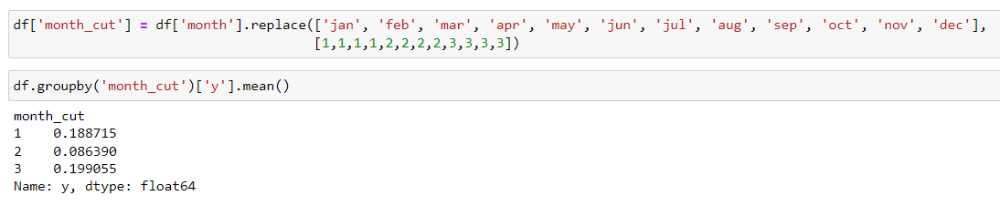 df['month_cut'] = df['month'].replace(['jan', 'feb', 'mar', 'apr', 'may', 'jun', 'jul', 'aug', 'sep', 'oct', 'nov', 'dec'],
[1,1,1,1,2,2,2,2,3,3,3,3])
df.groupby('month_cut')['y'].mean()
month_cut
1    0.188715
2    0.086390
3    0.199055
Name: y, dtype: float64